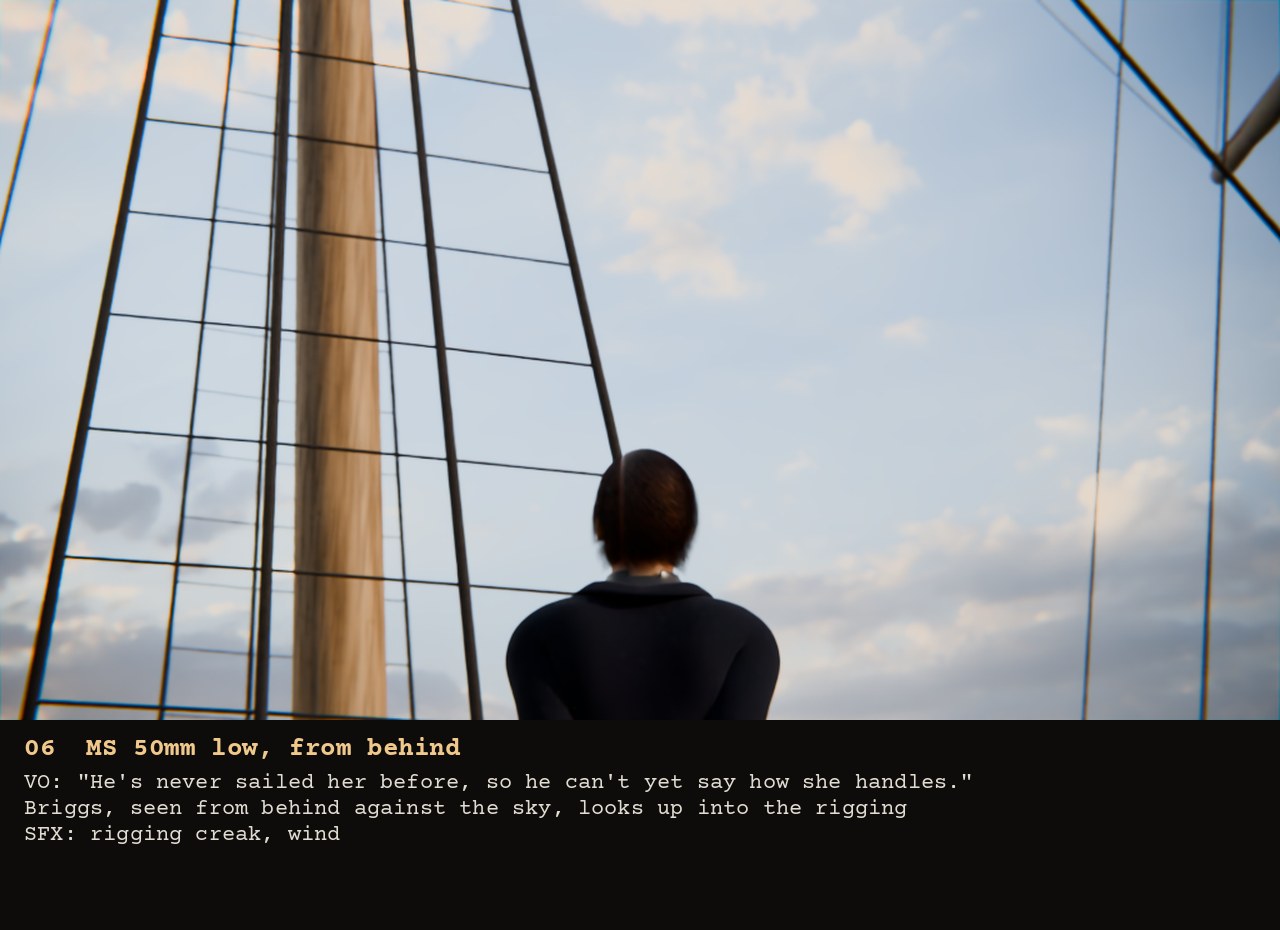 06  MS 50mm low, from behind
VO: "He's never sailed her before, so he can't yet say how she handles."
Briggs, seen from behind against the sky, looks up into the rigging
SFX: rigging creak, wind